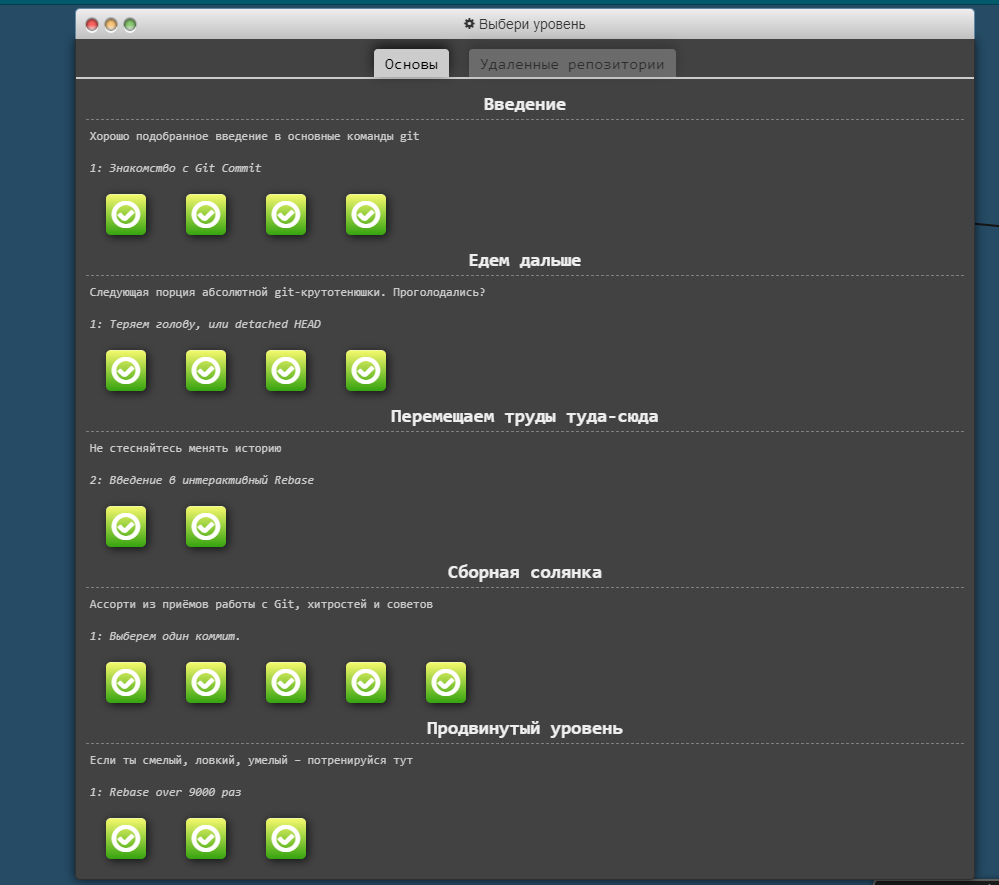 Выбери уровень
Основы
Удаленные репозитории
Введение
Хорошо подобранное введение в основные команды git
1: Знакомство с Git Commit
Едем дальше
Следующая порция абсолютной git-крутотенюшки. Проголодались?
1: Теряем голову, или detached HEAD
Перемещаем труды туда-сюда
Не стесняйтесь менять историю
2: Введение в интерактивный Rebase
Сборная солянка
Ассорти из приёмов работы с Git, хитростей и советов
1: Выберем один коммит.
Продвинутый уровень
Если ты смелый, ловкий, умелый – потренируйся тут
1: Rebase over 9000 раз